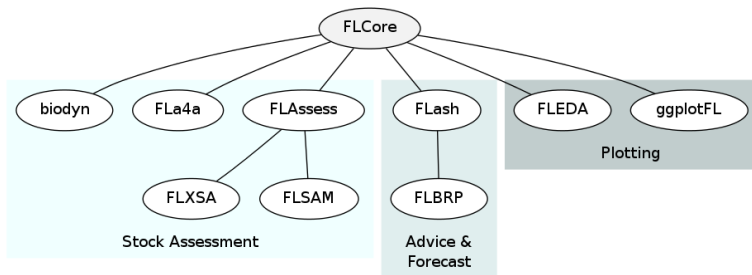 FLCore
biodyn
FLa4a
FLAssess
FLash
FLEDA
ggplotFL
Plotting
FLXSA
FLSAM
FLBRP
Stock Assessment
Advice &
Forecast